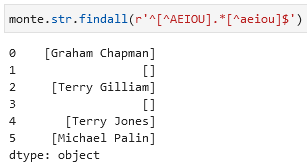 monte.str.findall(r'^[^AEIOU].*[^aeiou]$')
0    [Graham Chapman]
1                  []
2     [Terry Gilliam]
3                  []
4       [Terry Jones]
5     [Michael Palin]
dtype: object